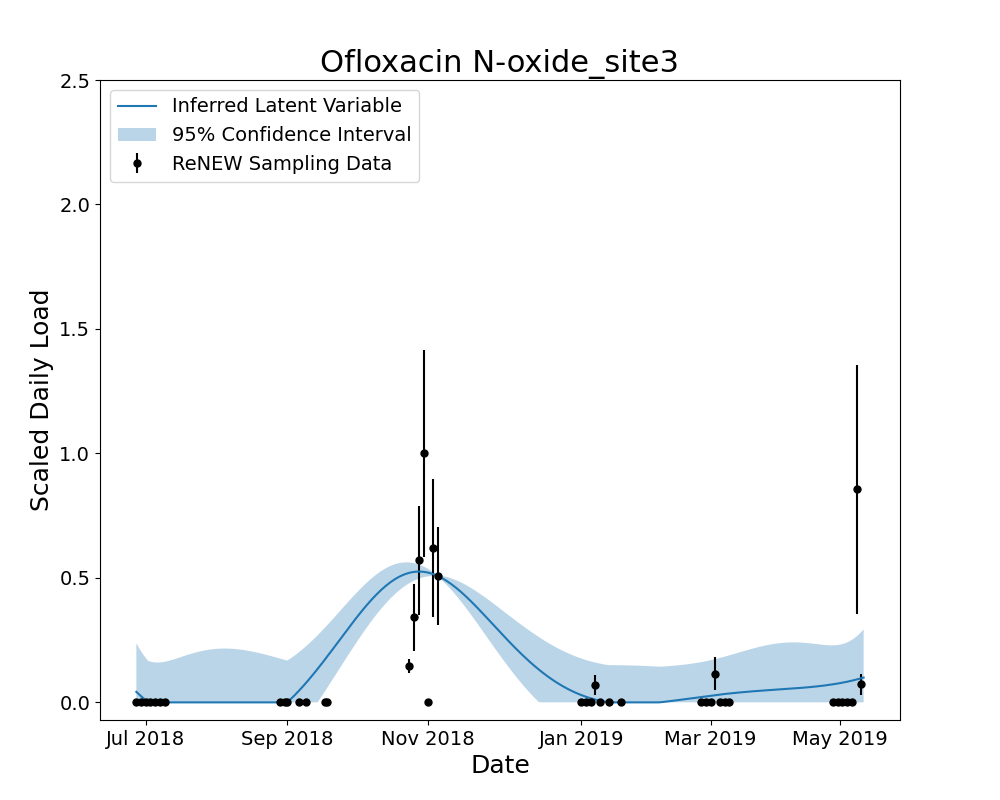 Ofloxacin N-oxide_site3
2.5
2.0
1.5
1.0
0.5
0.0
Scaled Daily Load
Inferred Latent Variable
95% Confidence Interval
ReNEW Sampling Data
Jul 2018 Sep 2018 Nov 2018 Jan 2019 Mar 2019 May 2019
Date